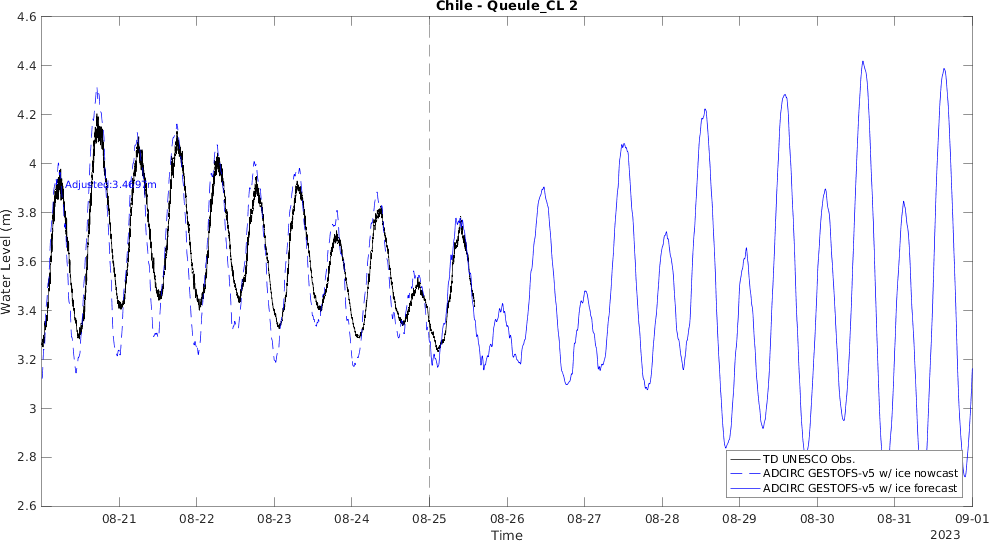 Chile - Queule_CL 2
4.6
4.4
4.2
4
3.8
3.6
3.4
3.2
3
2.8
2.6
Water Level (m)
Adjusted:3.4697m
TD UNESCO Obs.
ADCIRC GESTOFS-v5 w/ ice nowcast
ADCIRC GESTOFS-v5 w/ ice forecast
08-21 08-22 08-23 08-24 08-25 08-26 08-27 08-28 08-29 08-30 08-31 09-01
Time
2023